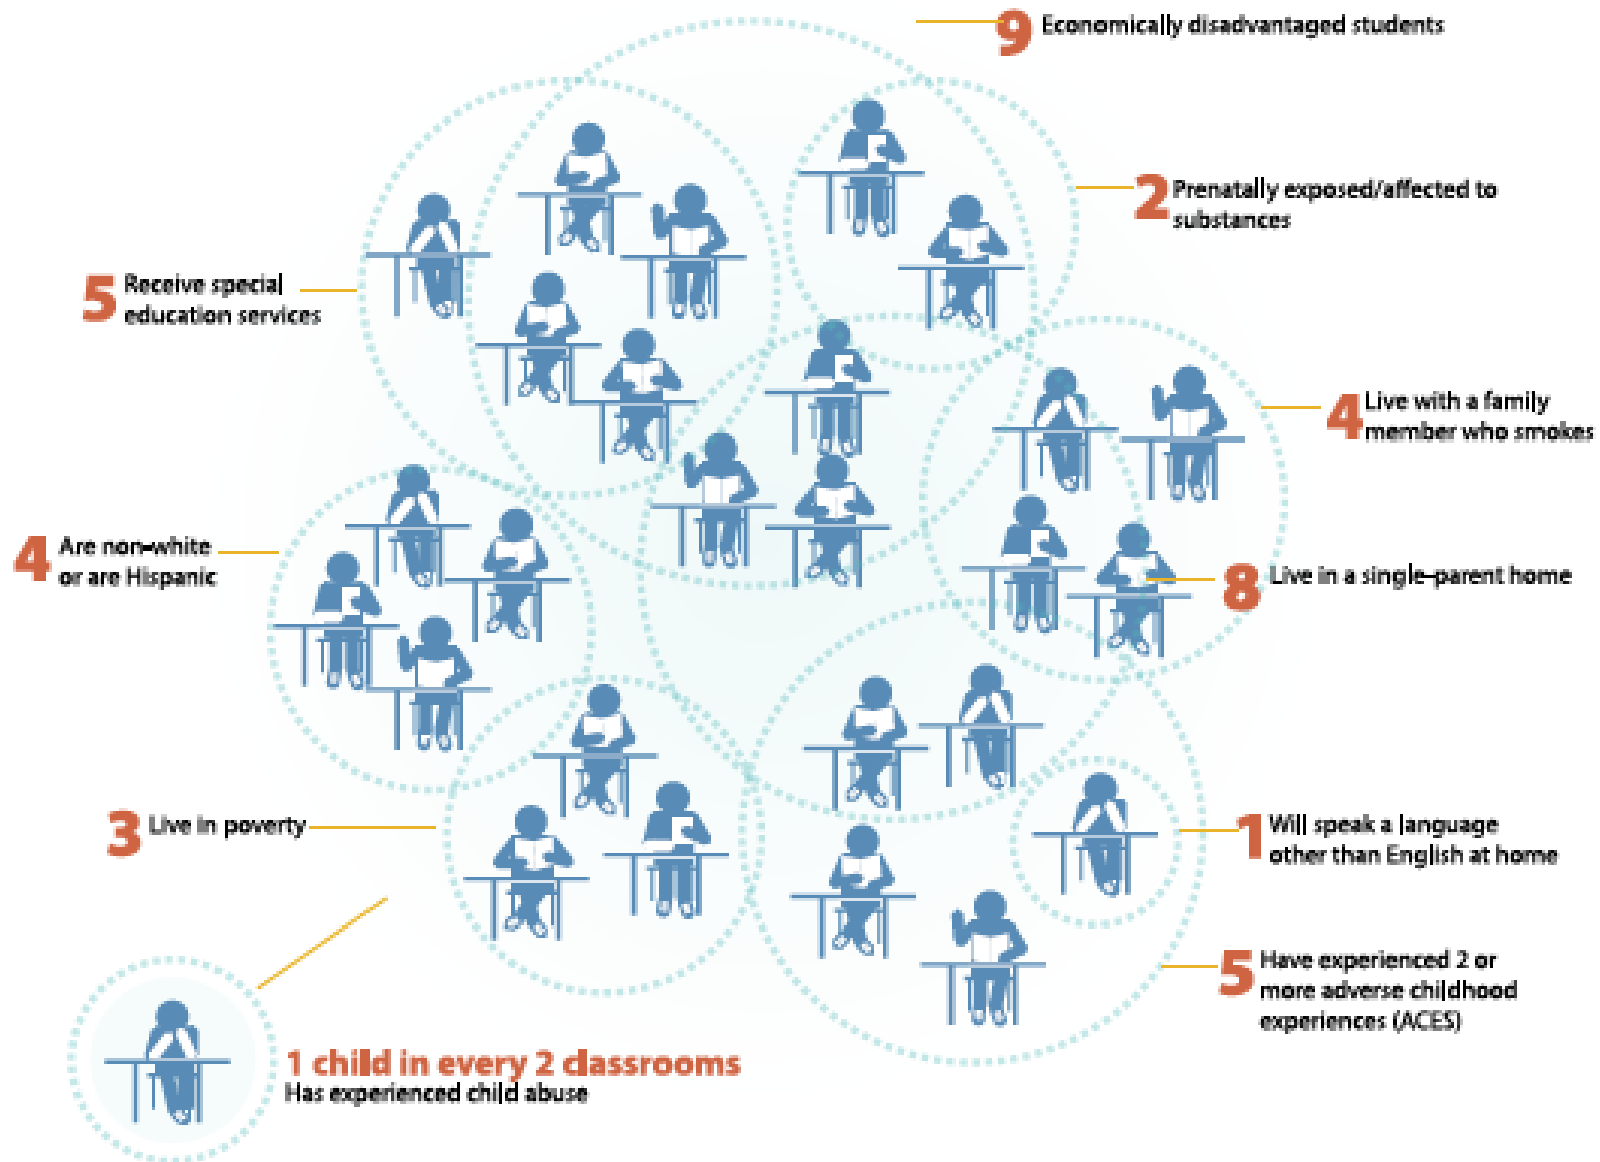 9 Economically disadvantaged students
2 Prenatally exposed/affected to
substances
5 Receive special
education services
4 Live with a family
member who smokes
4 Are non-white
or are Hispanic
8 Live in a single-parent home
3 Live in poverty
1 Will speak a language
other than English at home
5 Have experienced 2 or
more adverse childhood
experiences (ACES)
1 child in every 2 classrooms
Has experienced child abuse